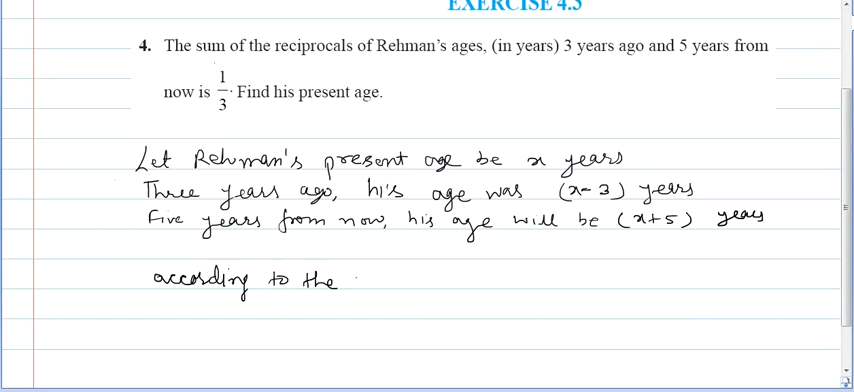 EXERCISE 4.3
4. The sum of the reciprocals of Rehman's ages, (in years) 3 years ago and 5 years from
now is 1/3. Find his present age.
Let Rehman's present age be x years
Three years ago, his age was (x-3) years
Five years from now, his age will be (x+5) years
according to the